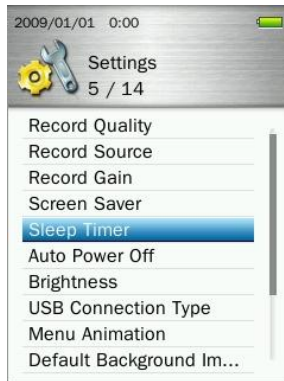 2009/01/01 0:00
Settings
5 / 14
Record Quality
Record Source
Record Gain
Screen Saver
Sleep Timer
Auto Power Off
Brightness
USB Connection Type
Menu Animation
Default Background Im...